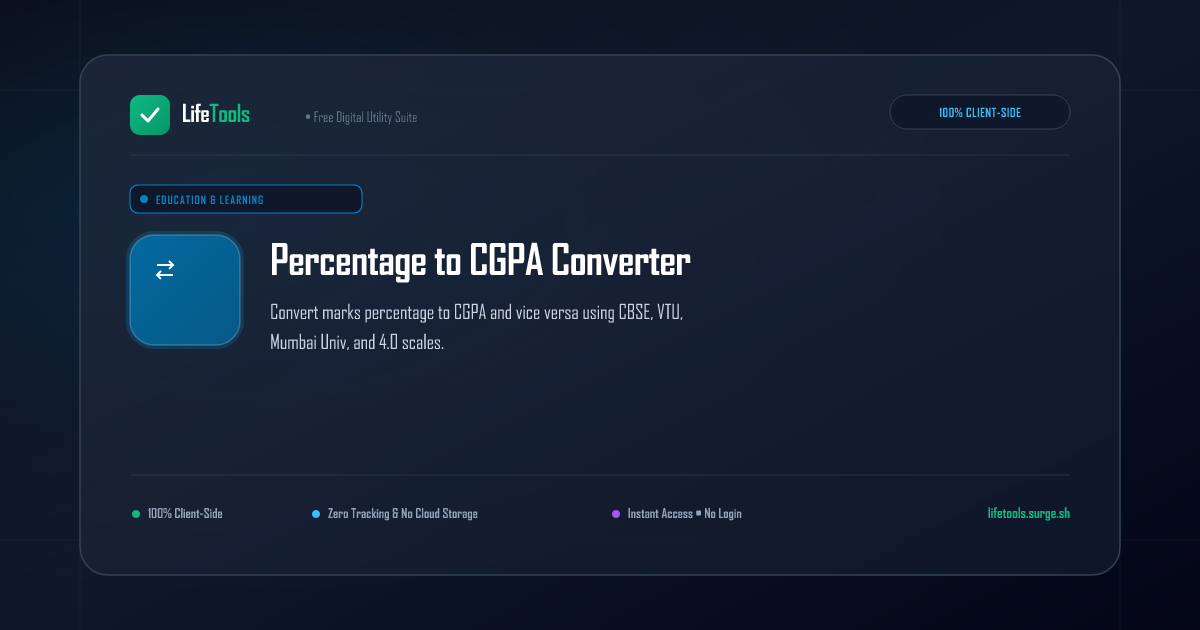 LifeTools
▪ Free Digital Utility Suite
100% CLIENT-SIDE
EDUCATION & LEARNING
Percentage to CGPA Converter
Convert marks percentage to CGPA and vice versa using CBSE, VTU,
Mumbai Univ, and 4.0 scales.
100% Client-Side
Zero Tracking & No Cloud Storage
Instant Access ▪ No Login
lifetools.surge.sh